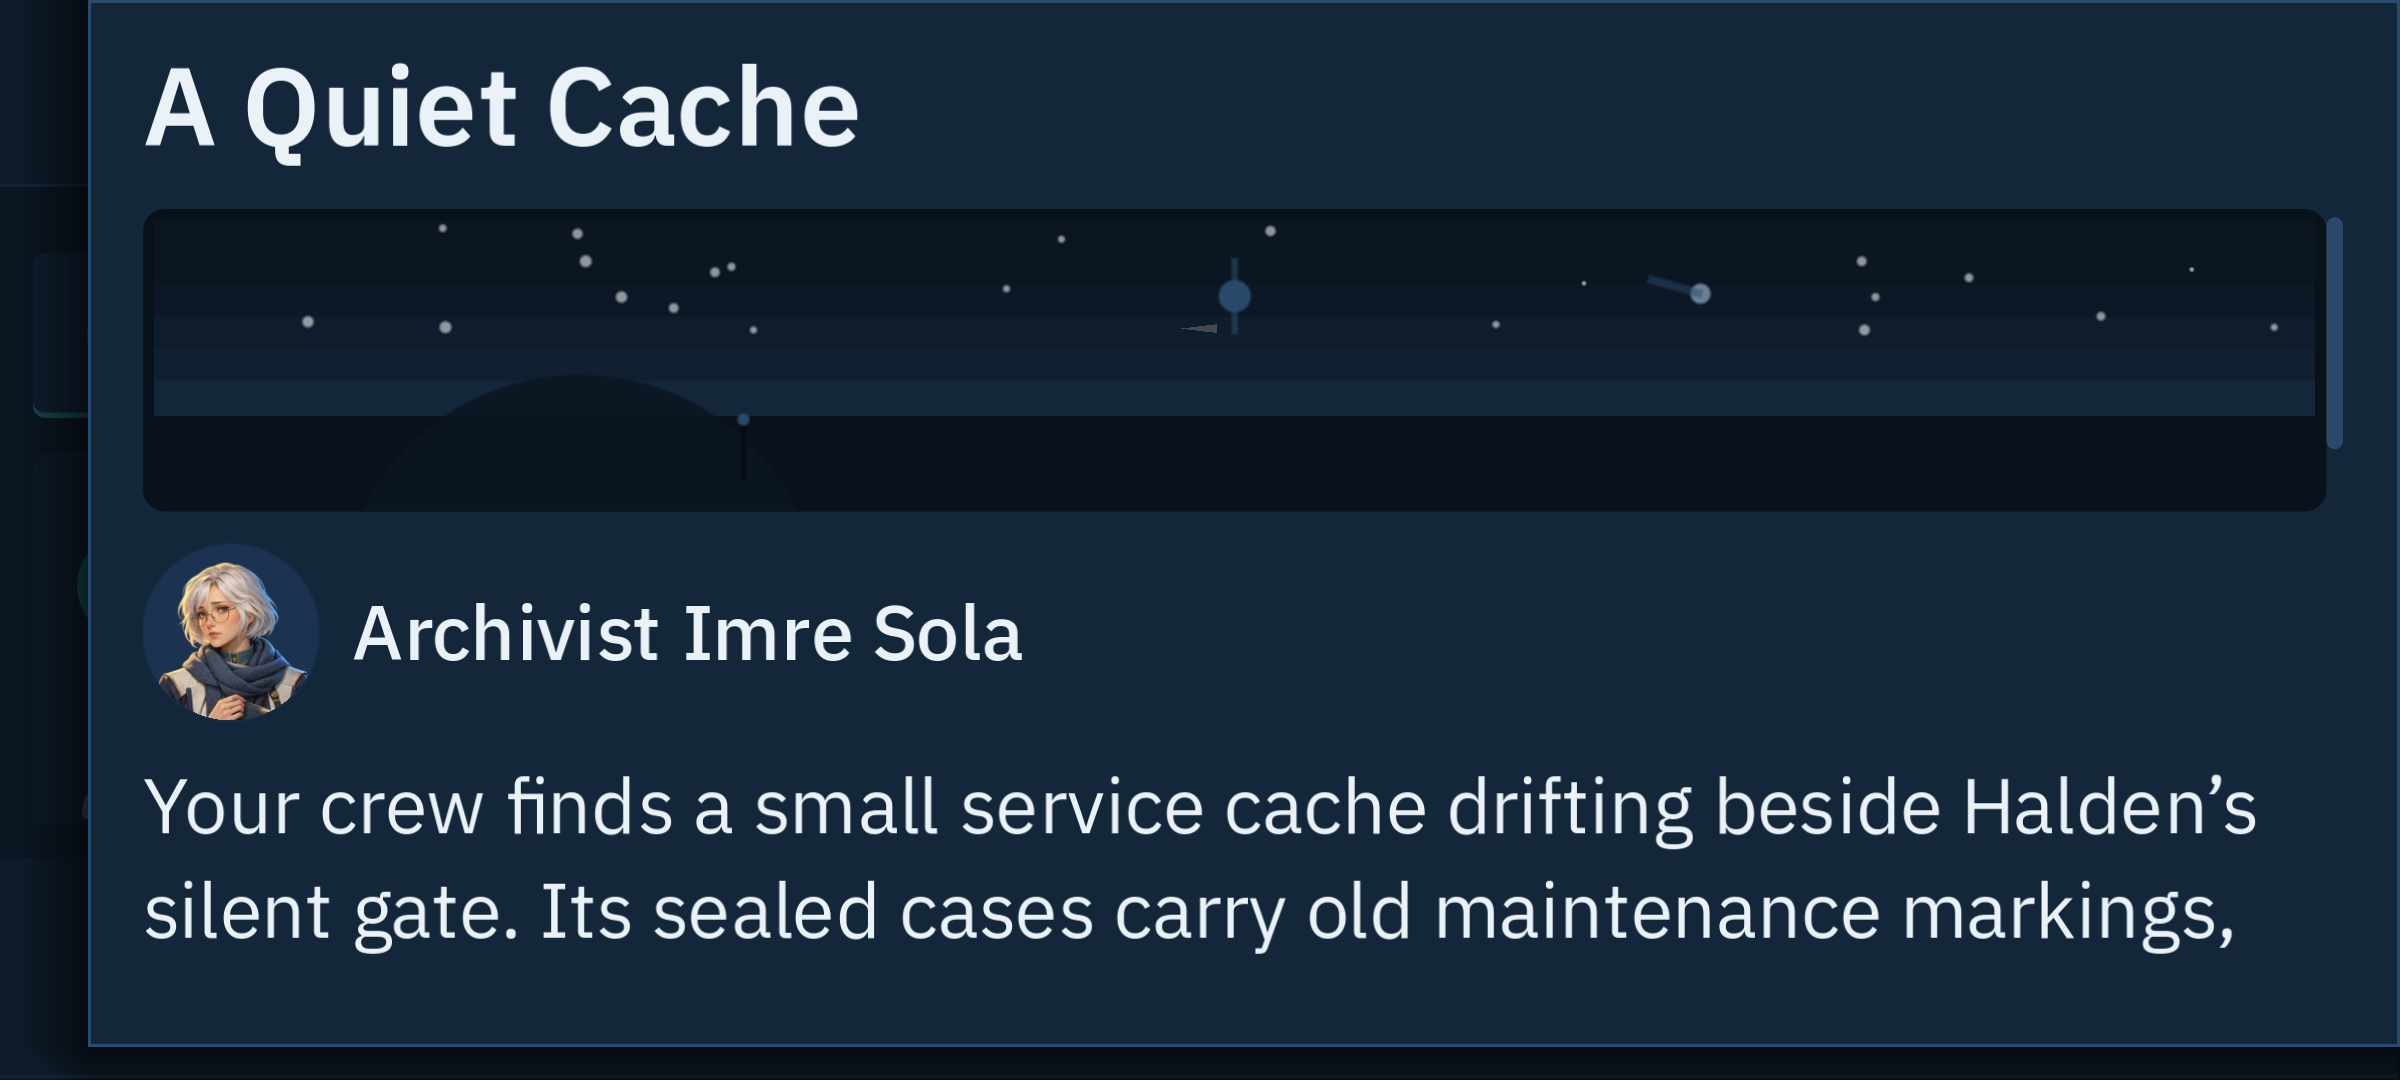 A Quiet Cache
Archivist Imre Sola
Your crew finds a small service cache drifting beside Halden’s
silent gate. Its sealed cases carry old maintenance markings,